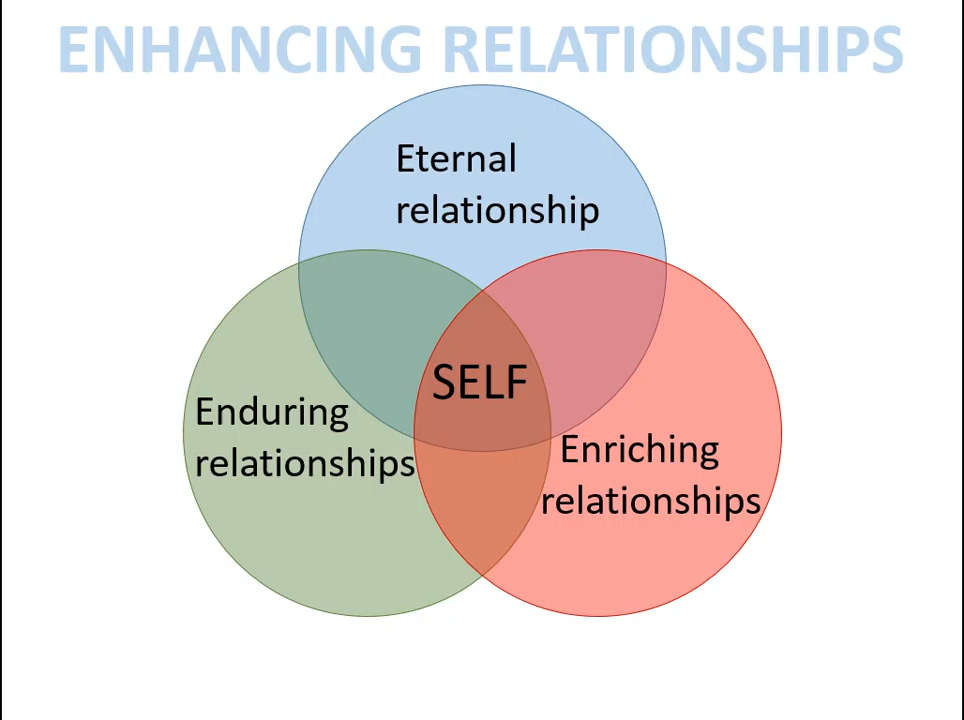 ENHANCING RELATIONSHIPS
Eternal
relationship
SELF
Enduring
relationships
Enriching
relationships